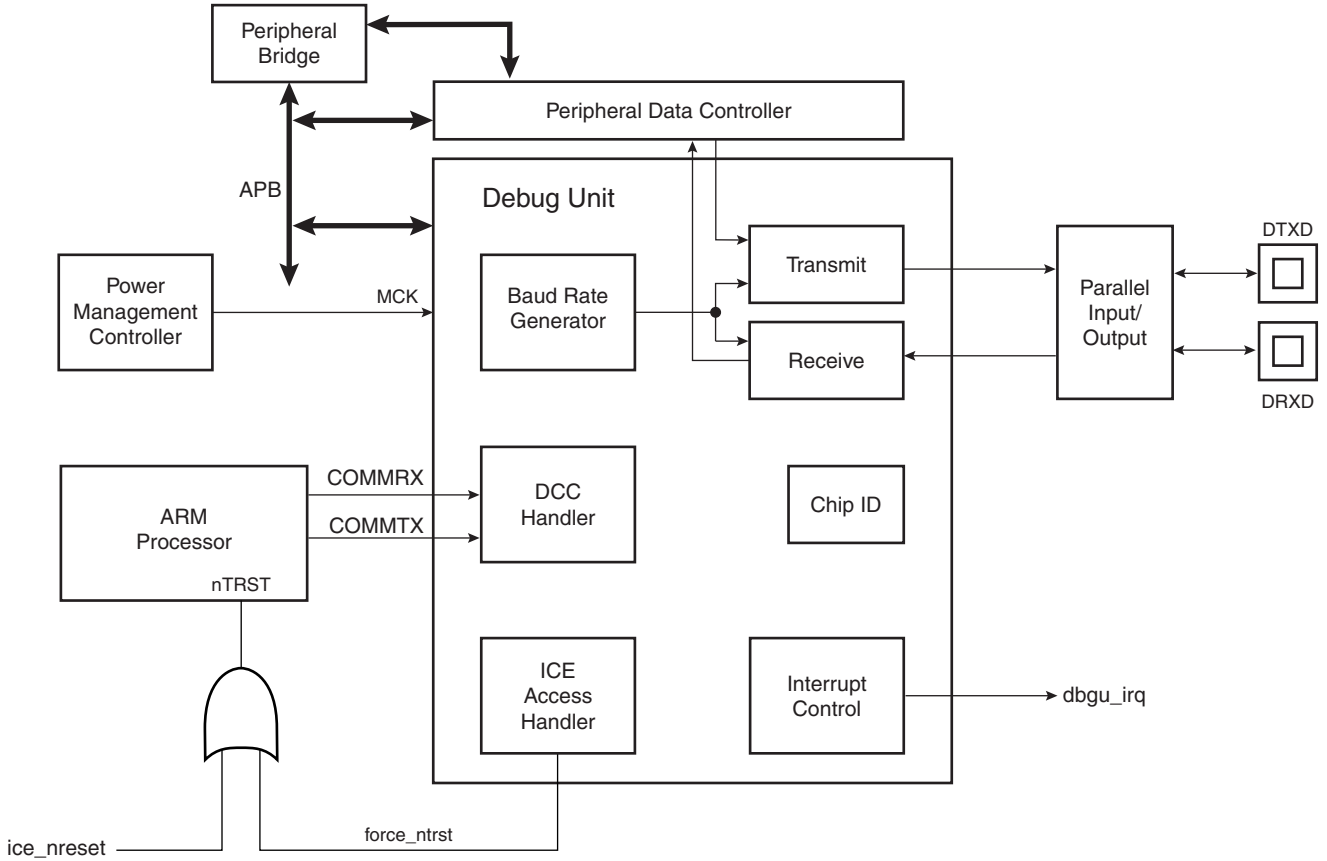 Peripheral
Bridge
Peripheral Data Controller
APB
Debug Unit
DTXD
Transmit
Power
Management
Controller
MCK
Baud Rate
Generator
Parallel
Input/
Output
Receive
DRXD
COMMRX
ARM
Processor
COMMTX
DCC
Handler
Chip ID
nTRST
ICE
Access
Handler
Interrupt
Control
dbgu_irq
force_ntrst
ice_nreset